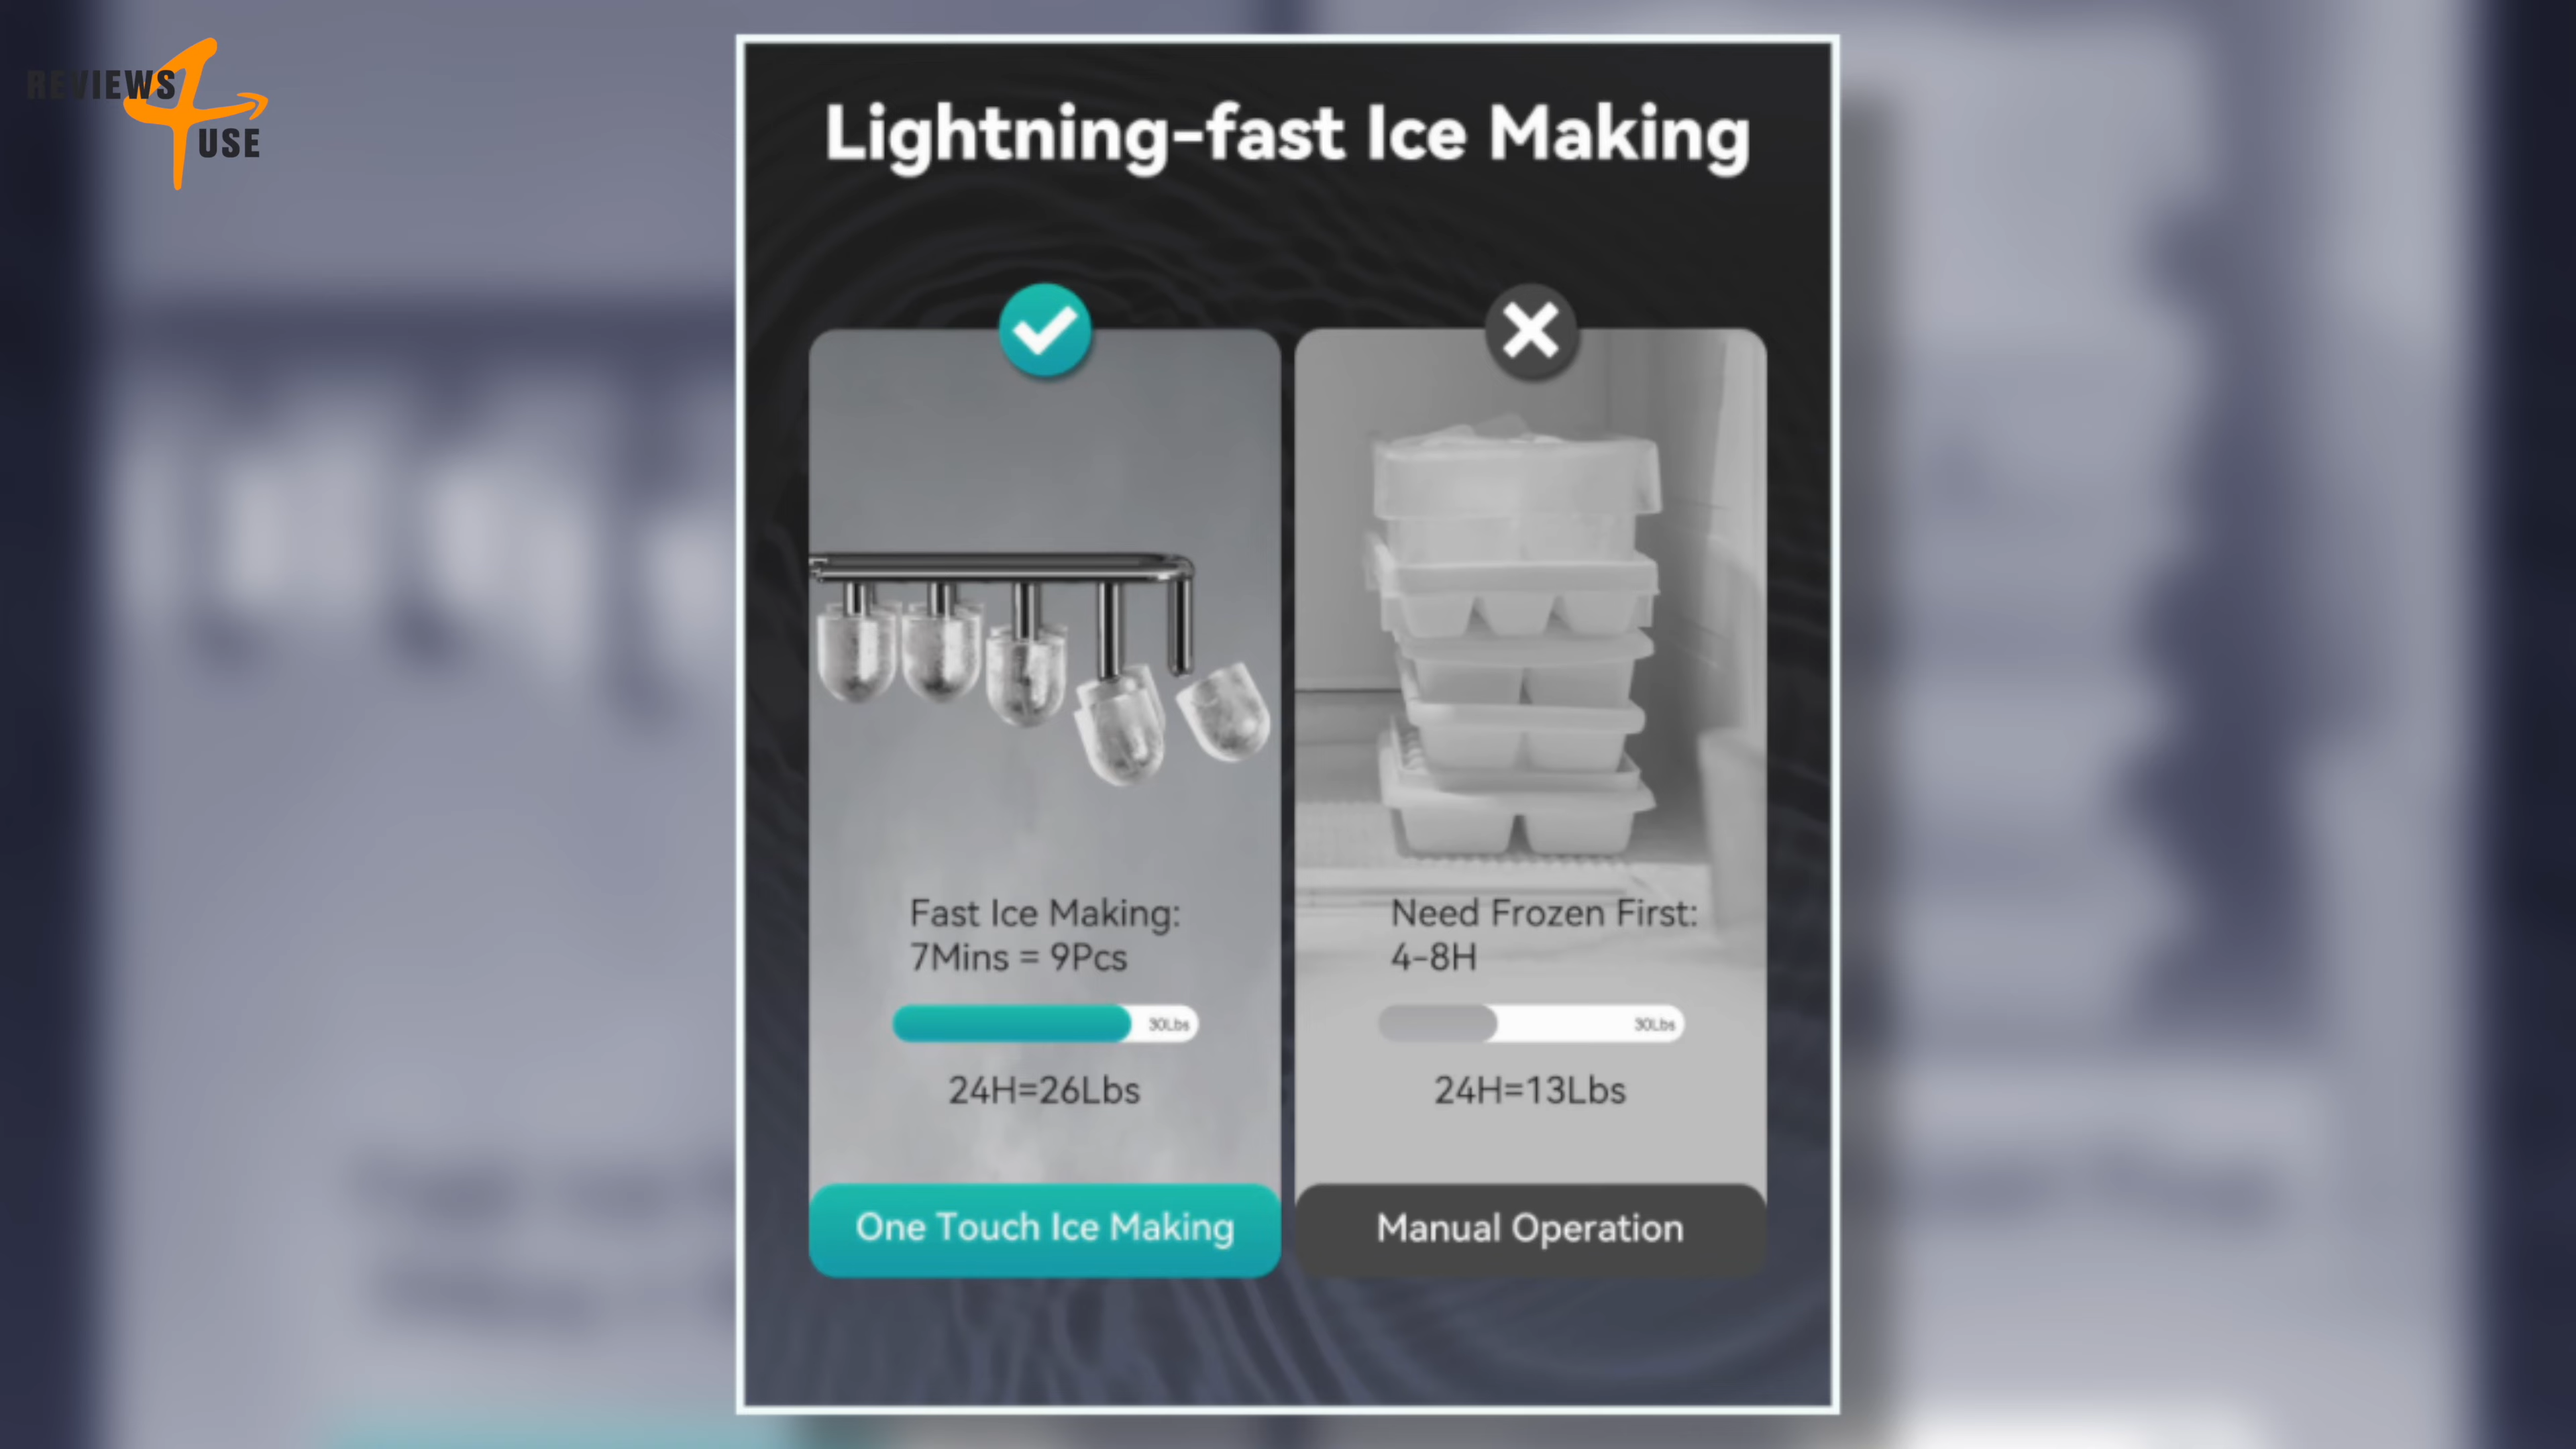 REVIEWS
4
USE
Lightning-fast Ice Making
Fast Ice Making:
7Mins = 9Pcs
30Lbs
24H=26Lbs
One Touch Ice Making
Need Frozen First:
4-8H
30Lbs
24H=13Lbs
Manual Operation